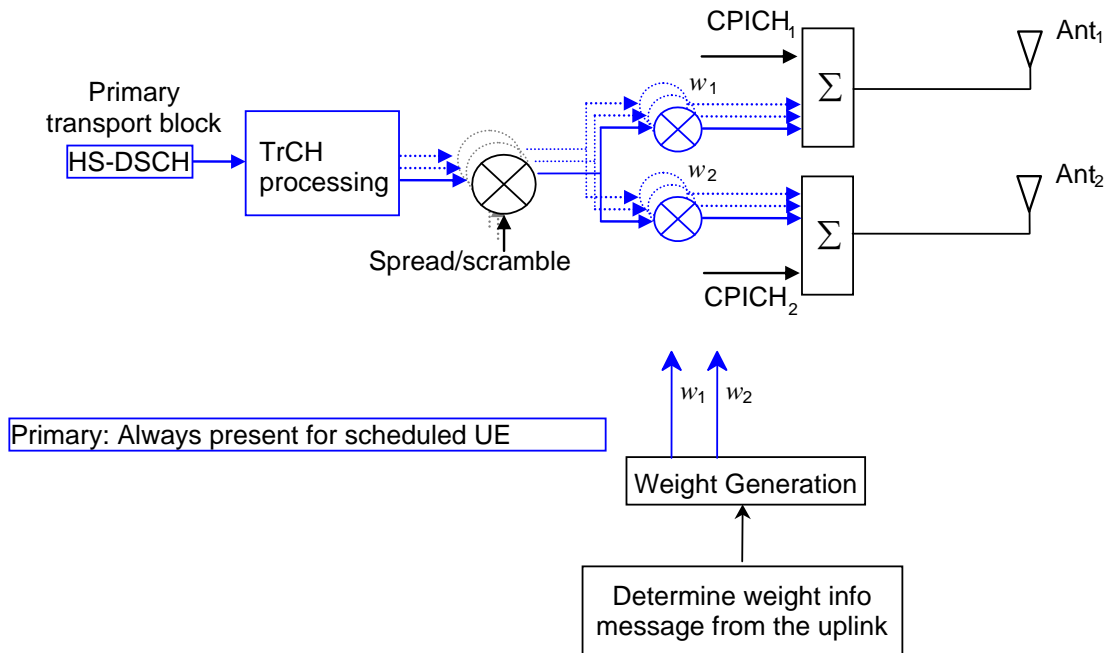 CPICH1
Ant1
w1
Σ
Primary
transport block
HS-DSCH
TrCH
processing
w2
Ant2
Σ
Spread/scramble
CPICH2
w1
w2
Primary: Always present for scheduled UE
Weight Generation
Determine weight info
message from the uplink